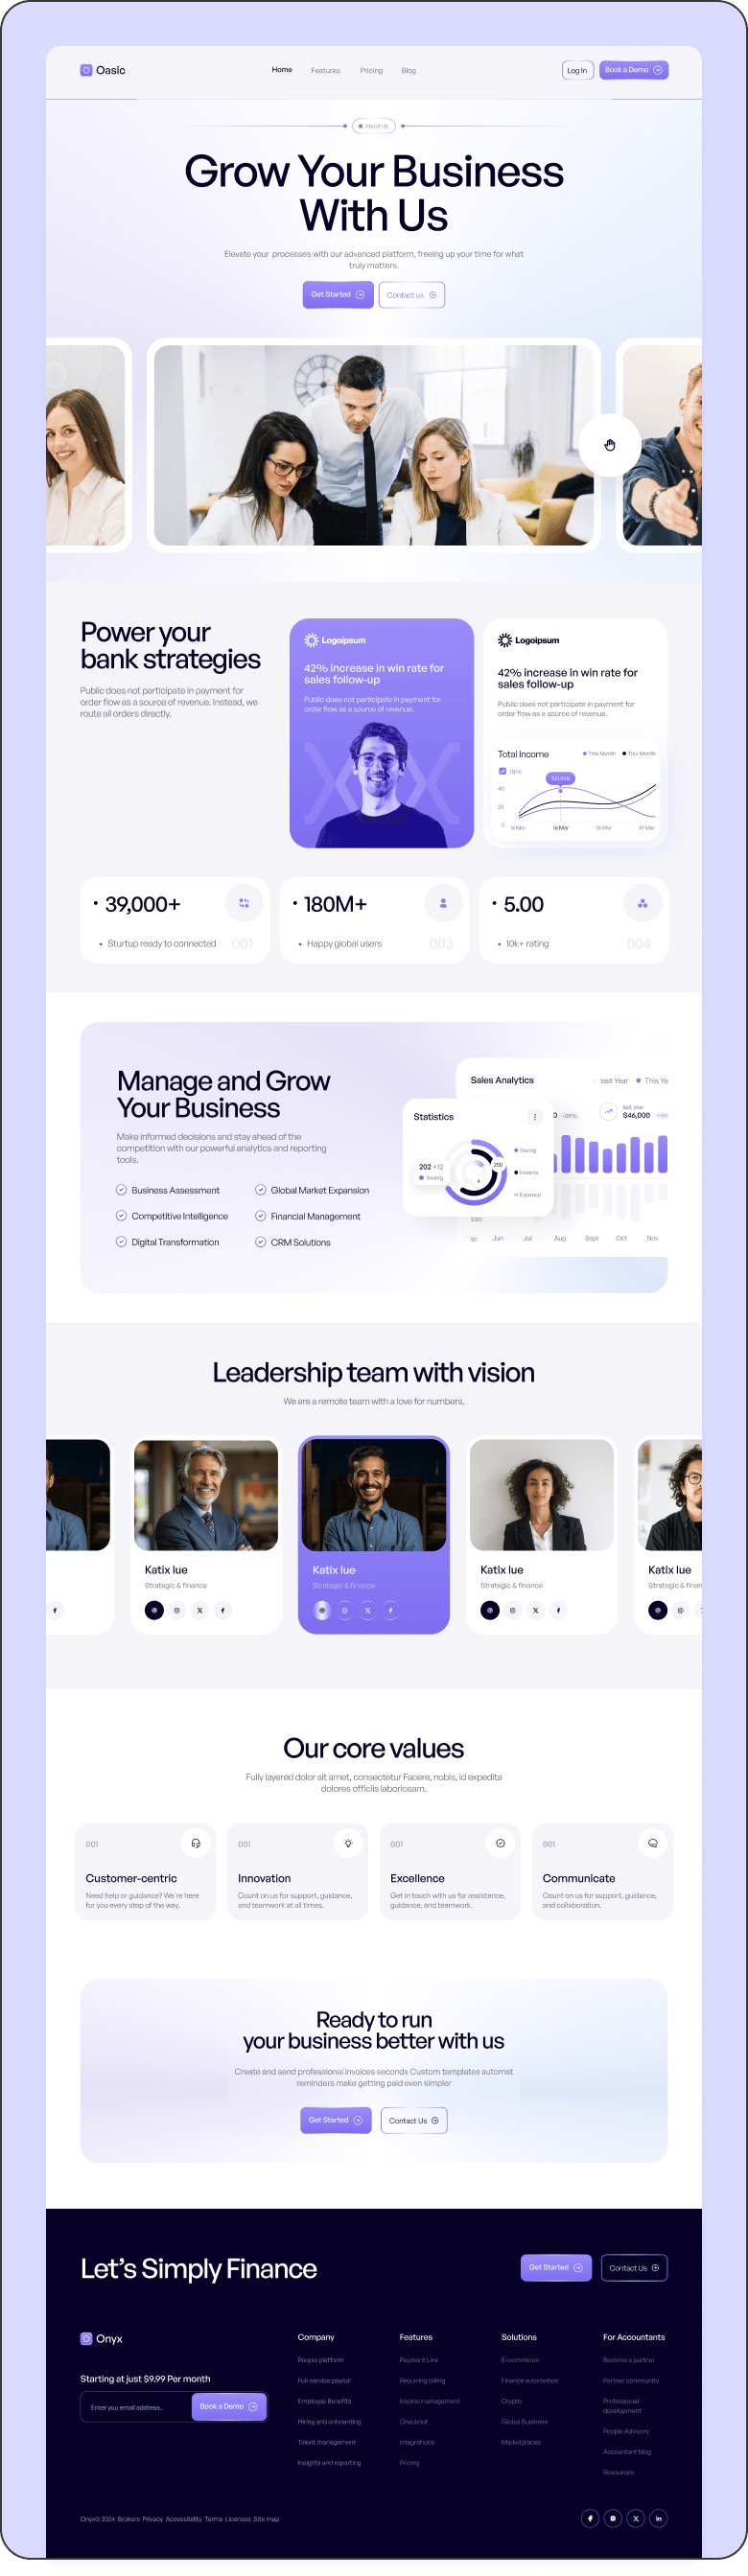 Oasic
Home Features Pricing Blog
Log In
Book a Demo
About Us
Grow Your Business
With Us
Elevate your processes with our advanced platform, freeing up your time for what
truly matters.
Get Started
Contact us
Power your
bank strategies
Public does not participate in payment for
order flow as a source of revenue. Instead, we
route all orders directly.
Logoipsum
42% increase in win rate for
sales follow-up
Public does not participate in payment for
order flow as a source of revenue.
Logoipsum
42% increase in win rate for
sales follow-up
Public does not participate in payment for
order flow as a source of revenue.
Total Income
This Month
This Month
18%
40
20
0
14 Mar 16 Mar 18 Mar 19 Mar
39,000+
Sturtup ready to connected
001
180M+
Happy global users
003
5.00
10k+ rating
004
Manage and Grow
Your Business
Make informed decisions and stay ahead of the
competition with our powerful analytics and reporting
tools.
Business Assessment
Global Market Expansion
Competitive Intelligence
Financial Management
Digital Transformation
CRM Solutions
Sales Analytics
last Year
This Ye
last year
$46,000
Statistics
202 +12
Saving
Saving
Income
Expense
$100
$0
Jun Jul Aug Sept Oct Nov
Leadership team with vision
We are a remote team with a love for numbers.
Katix lue
Strategic & finance
Katix lue
Strategic & finance
Katix lue
Strategic & finance
Katix lue
Strategic & finan
Our core values
Fully layered dolor sit amet, consectetur Facere, nobis, id expedita
dolores officiis laboriosam.
001
Customer-centric
Need help or guidance? We're here
for you every step of the way.
001
Innovation
Count on us for support, guidance,
and teamwork at all times.
001
Excellence
Get in touch with us for assistance,
guidance, and teamwork.
001
Communicate
Count on us for support, guidance,
and collaboration.
Ready to run
your business better with us
Create and send professional invoices seconds Custom templates automat
reminders make getting paid even simpler
Get Started
Contact Us
Let's Simply Finance
Get Started
Contact Us
Onyx
Starting at just $9.99 Per month
Enter you email address..
Book a Demo
Company
People platform
Full-service payroll
Employee Benefits
Hiring and onboarding
Talent management
Insights and reporting
Features
Payment Link
Recurring billing
Invoice management
Checkout
Integrations
Pricing
Solutions
E-commerce
Finance automation
Crypto
Global Business
Marketplaces
For Accountants
Become a partner
Partner community
Professional
development
People Advisory
Accountant blog
Resources
Onyx© 2024 Brokers Privacy Accessibility Terms Licenses Site map